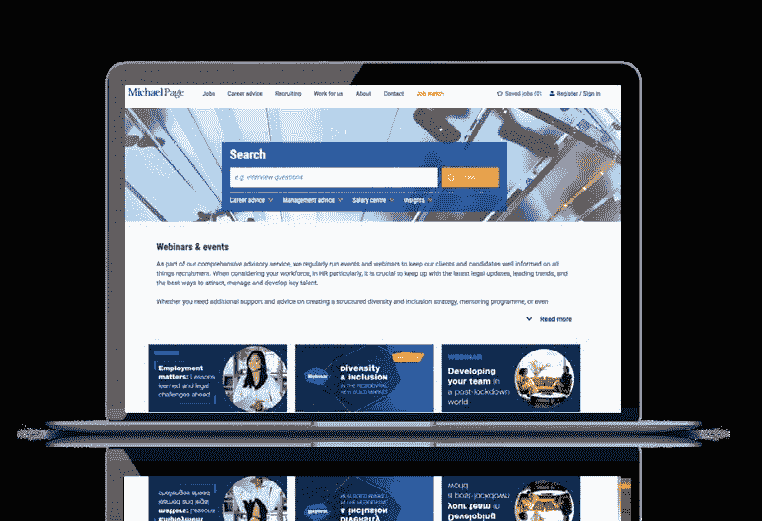 Michael Page
Jobs Career advice Recruiting Work for us About Contact Job Match Saved jobs (0) Register / Sign in
Search
e.g. interview questions
Career advice Management advice Salary centre Insights
Webinars & events
As part of our comprehensive advisory service, we regularly run events and webinars to keep our clients and candidates well informed on all
things recruitment. When considering your workforce, in HR particularly, it is crucial to keep up with the latest legal updates, leading trends, and
the best ways to attract, manage and develop key talent.
Whether you need additional support and advice on creating a structured diversity and inclusion strategy, mentoring programme, or even
Read more
Employment
matters: Lessons
learned and legal
challenges ahead
Webinar
Diversity
& inclusion
IN THE RESIDENTIAL
NEW BUILD MARKET
WEBINAR
Developing
your team in
a post-lockdown
world